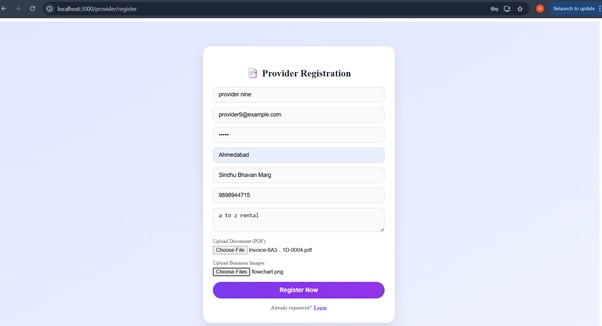 localhost:3000/provider/register
Relaunch to update
Provider Registration
provider nine
provider9@example.com
•••••
Ahmedabad
Sindhu Bhavan Marg
9898944715
a to z rental
Upload Document (PDF):
Choose File Invoice-8A3…1D-0004.pdf
Upload Business Images:
Choose Files flowchart.png
Register Now
Already registered? Login